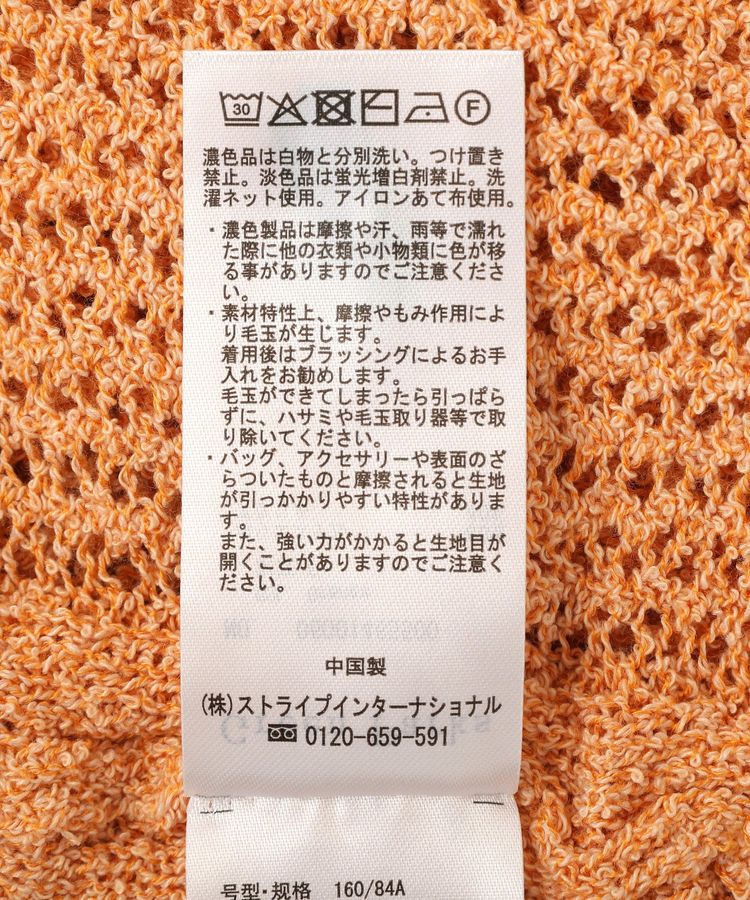 30
F
濃色品は白物と分別洗い。つけ置き
禁止。淡色品は蛍光増白剤禁止。洗
濯ネット使用。アイロンあて布使用。
・濃色製品は摩擦や汗、雨等で濡れ
た際に他の衣類や小物類に色が移
る事がありますのでご注意くださ
い。
・素材特性上、摩擦やもみ作用によ
り毛玉が生じます。
着用後はブラッシングによるお手
入れをお勧めします。
毛玉ができてしまったら引っぱら
ずに、ハサミや毛玉取り器等で取
り除いてください。
・バッグ、アクセサリーや表面のざ
らついたものと摩擦されると生地
が引っかかりやすい特性がありま
す。
また、強い力がかかると生地目が
開くことがありますのでご注意く
ださい。
中国製
(株)ストライプインターナショナル
0120-659-591
号型·规格 160/84A